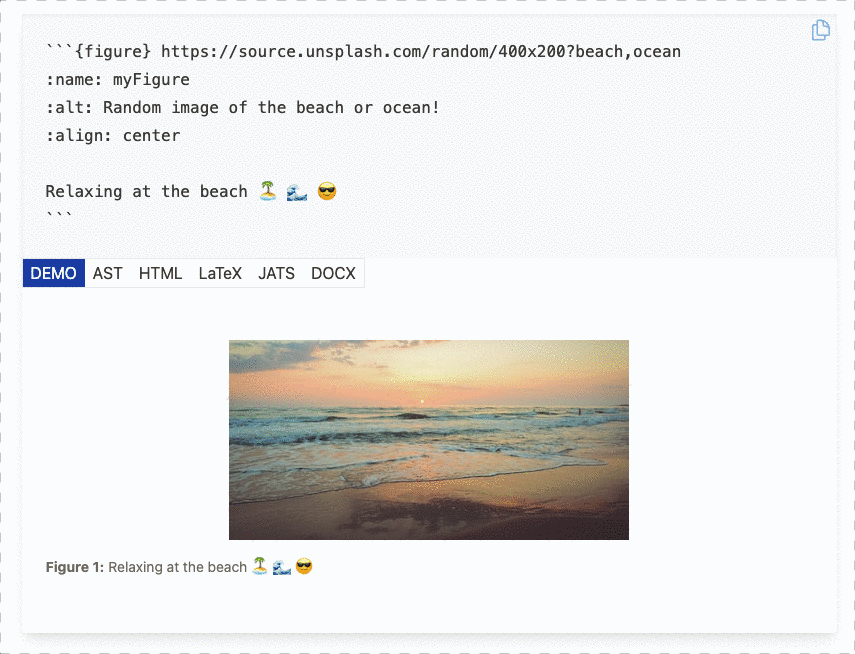 ```{figure} https://source.unsplash.com/random/400x200?beach,ocean
:name: myFigure
:alt: Random image of the beach or ocean!
:align: center
Relaxing at the beach 🏝 🌊 😎
```
DEMO AST HTML LaTeX JATS DOCX
Figure 1: Relaxing at the beach 🏝 🌊 😎